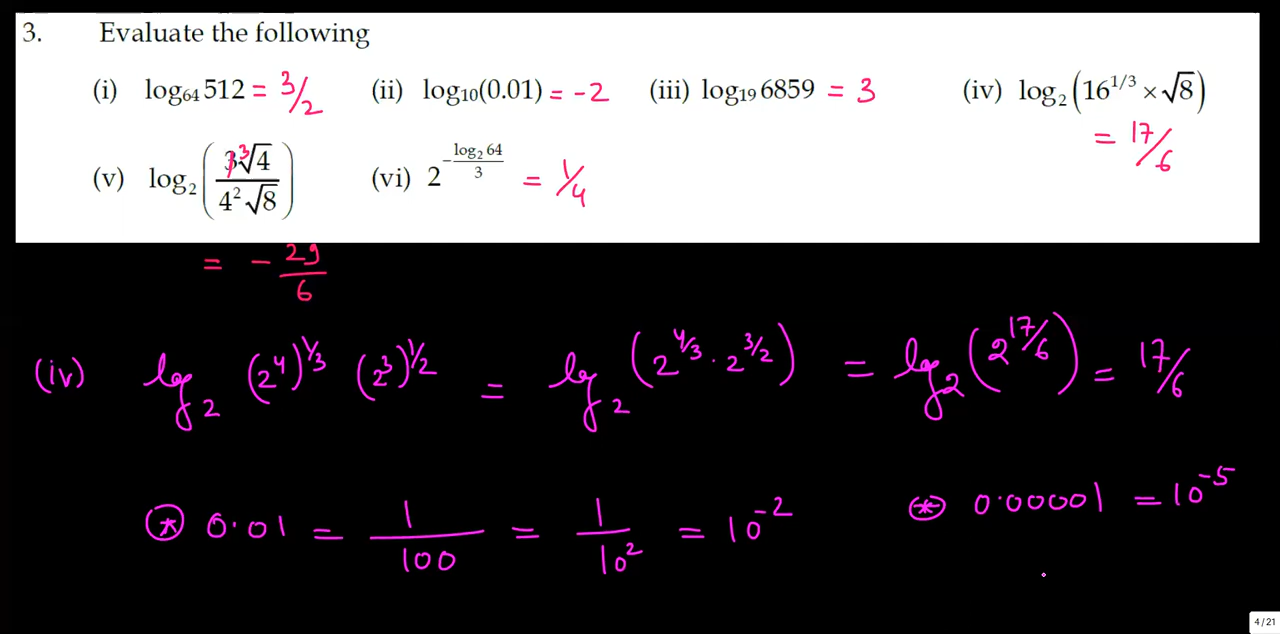 3. Evaluate the following
(i) log₆₄ 512 = 3/2 (ii) log₁₀(0.01) = -2 (iii) log₁₉ 6859 = 3 (iv) log₂(16^{1/3} × √8)
= 17/6
(v) log₂(3 ³√4 / 4² √8) (vi) 2^{-log₂ 64 / 3} = 1/4
= - 29/6
(iv) log₂ (2⁴)^{1/3} (2³)^{1/2} = log₂ (2^{4/3} · 2^{3/2}) = log₂ (2^{17/6}) = 17/6
* 0.01 = 1/100 = 1/10² = 10⁻² * 0.00001 = 10⁻⁵
4/21